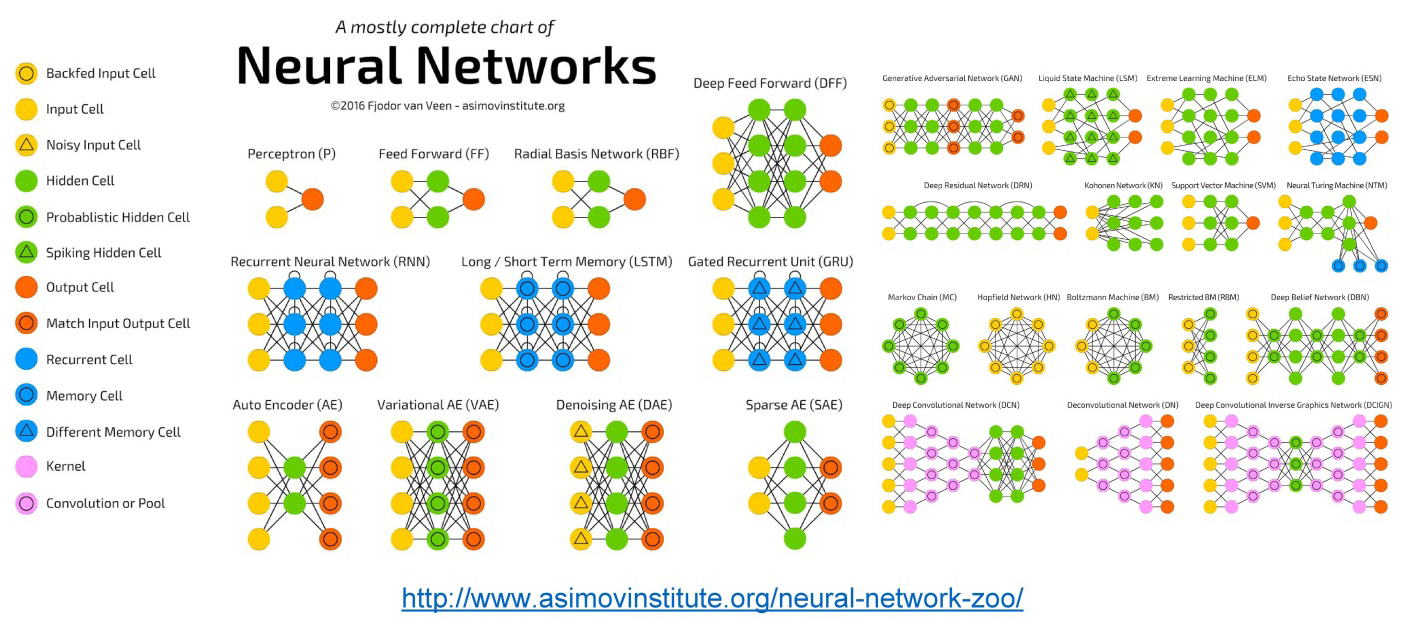 A mostly complete chart of
Neural Networks
©2016 Fjodor van Veen - asimovinstitute.org
Backfed Input Cell
Input Cell
Noisy Input Cell
Hidden Cell
Probablistic Hidden Cell
Spiking Hidden Cell
Output Cell
Match Input Output Cell
Recurrent Cell
Memory Cell
Different Memory Cell
Kernel
Convolution or Pool
Perceptron (P)
Feed Forward (FF)
Radial Basis Network (RBF)
Deep Feed Forward (DFF)
Recurrent Neural Network (RNN)
Long / Short Term Memory (LSTM)
Gated Recurrent Unit (GRU)
Auto Encoder (AE)
Variational AE (VAE)
Denoising AE (DAE)
Sparse AE (SAE)
Generative Adversarial Network (GAN)
Liquid State Machine (LSM)
Extreme Learning Machine (ELM)
Echo State Network (ESN)
Deep Residual Network (DRN)
Kohonen Network (KN)
Support Vector Machine (SVM)
Neural Turing Machine (NTM)
Markov Chain (MC)
Hopfield Network (HN)
Boltzmann Machine (BM)
Restricted BM (RBM)
Deep Belief Network (DBN)
Deep Convolutional Network (DCN)
Deconvolutional Network (DN)
Deep Convolutional Inverse Graphics Network (DCIGN)
http://www.asimovinstitute.org/neural-network-zoo/